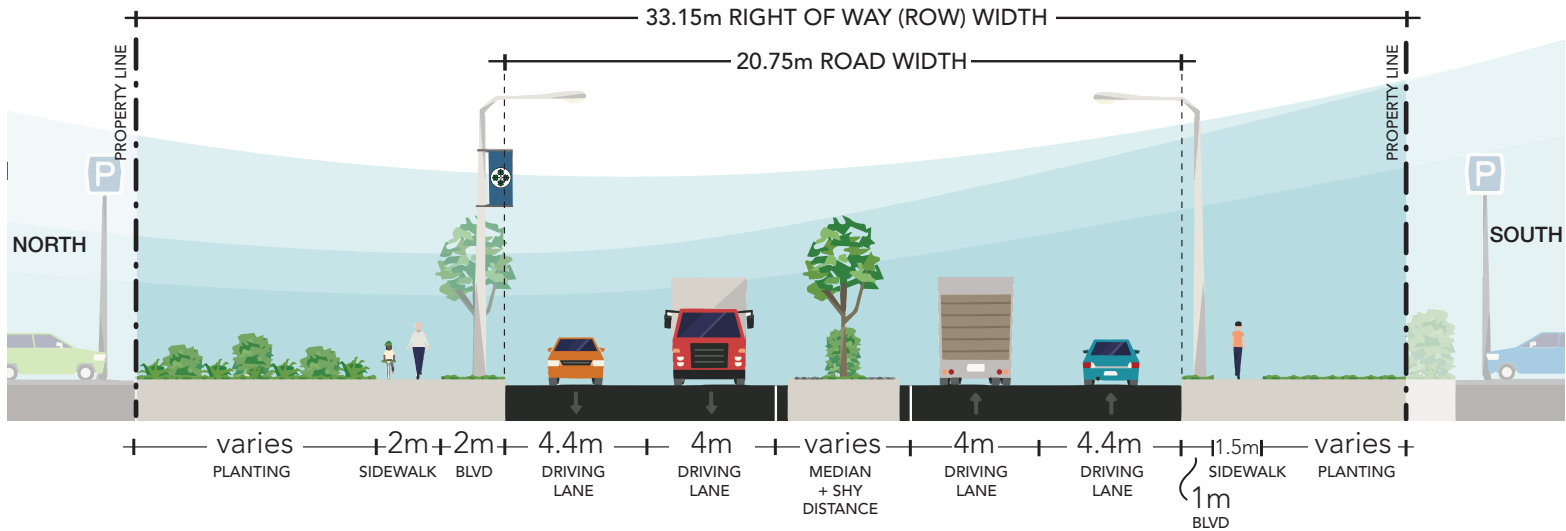 33.15m RIGHT OF WAY (ROW) WIDTH
20.75m ROAD WIDTH
PROPERTY LINE
PROPERTY LINE
P
P
NORTH
SOUTH
varies
PLANTING
2m
SIDEWALK
2m
BLVD
4.4m
DRIVING
LANE
4m
DRIVING
LANE
varies
MEDIAN
+ SHY
DISTANCE
4m
DRIVING
LANE
4.4m
DRIVING
LANE
1m
BLVD
1.5m
SIDEWALK
varies
PLANTING